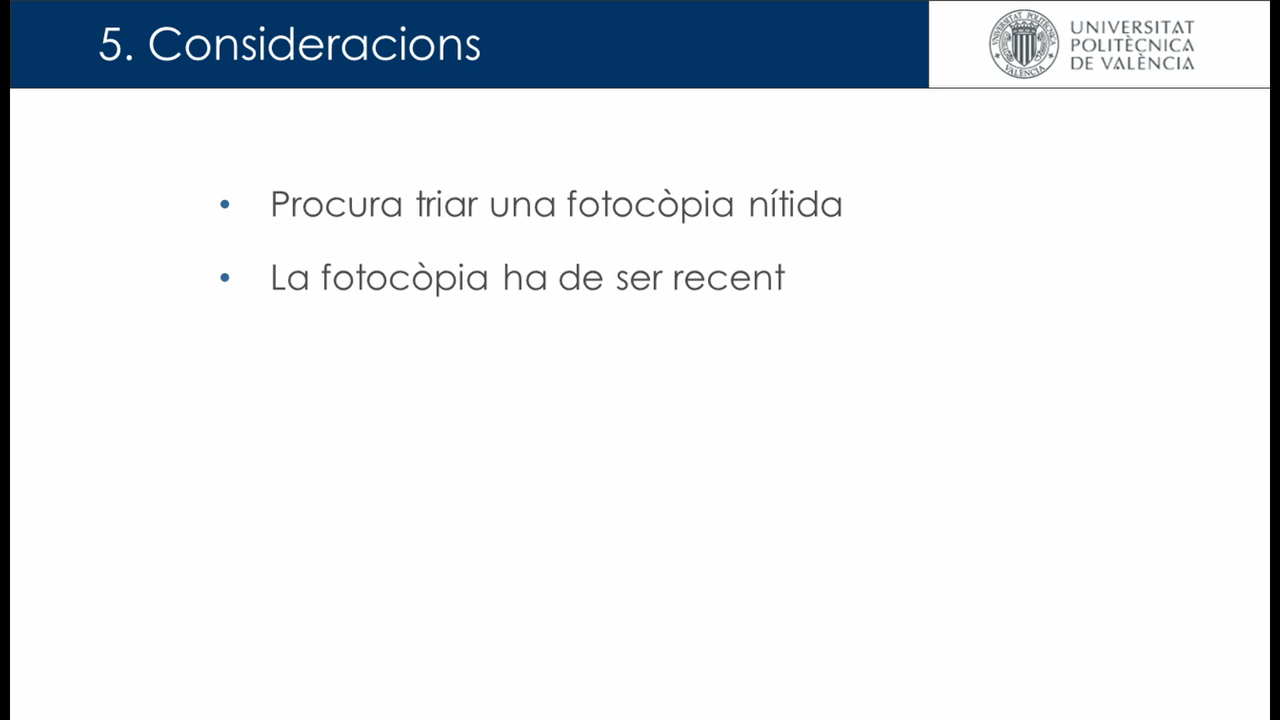 5. Consideracions
UNIVERSITAT
POLITÈCNICA
DE VALÈNCIA
• Procura triar una fotocòpia nítida
• La fotocòpia ha de ser recent